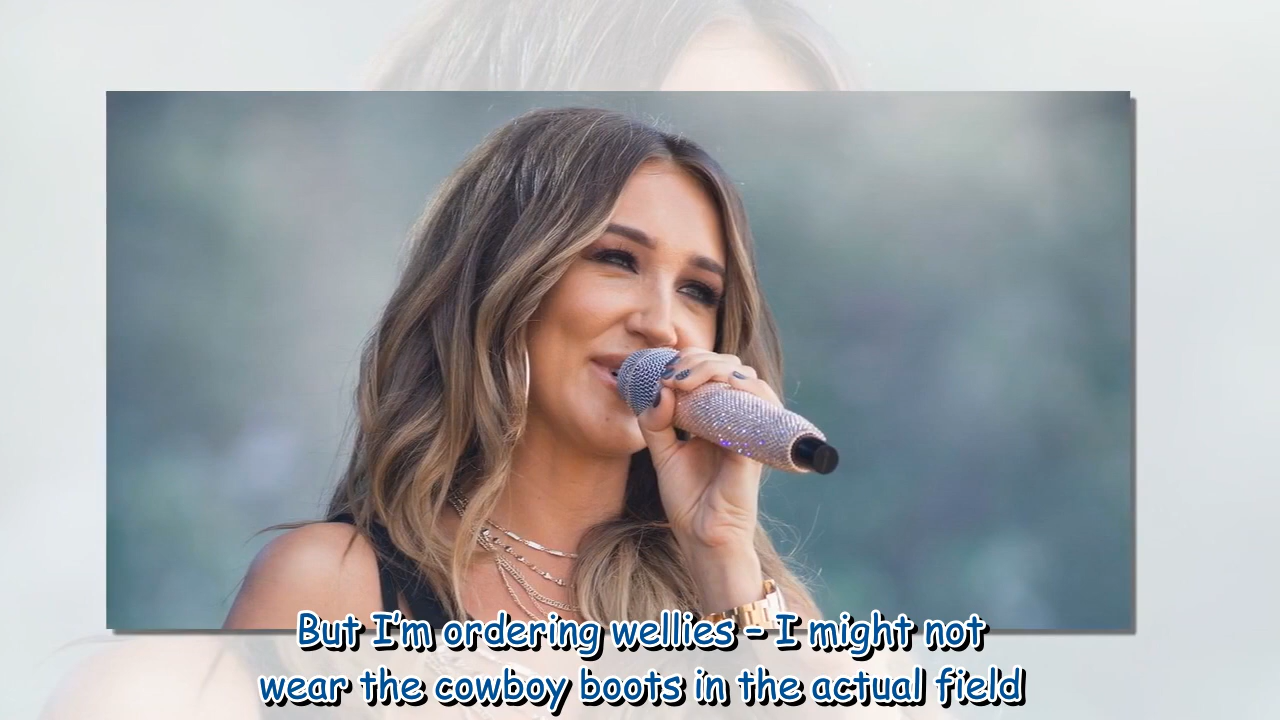 But I'm ordering wellies – I might not
wear the cowboy boots in the actual field